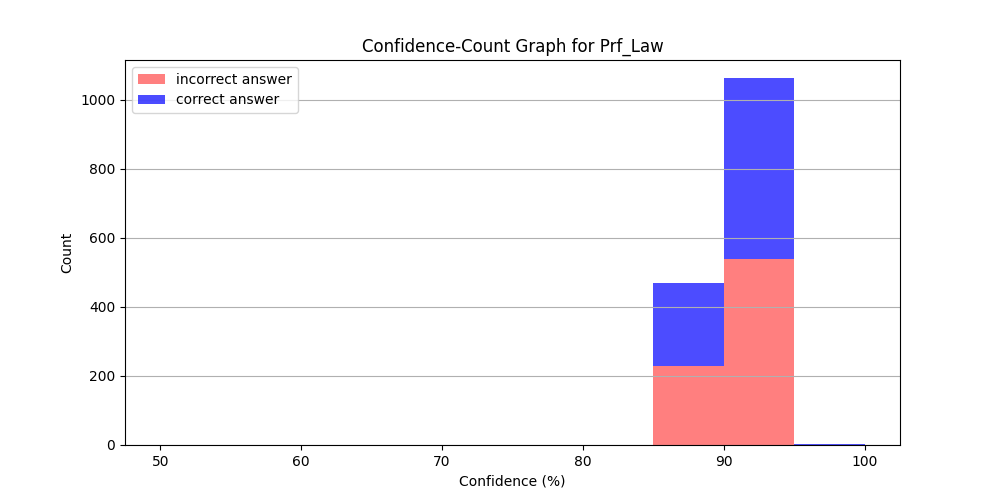 Confidence-Count Graph for Prf_Law
incorrect answer
correct answer
1000
800
600
400
200
0
Count
50 60 70 80 90 100
Confidence (%)